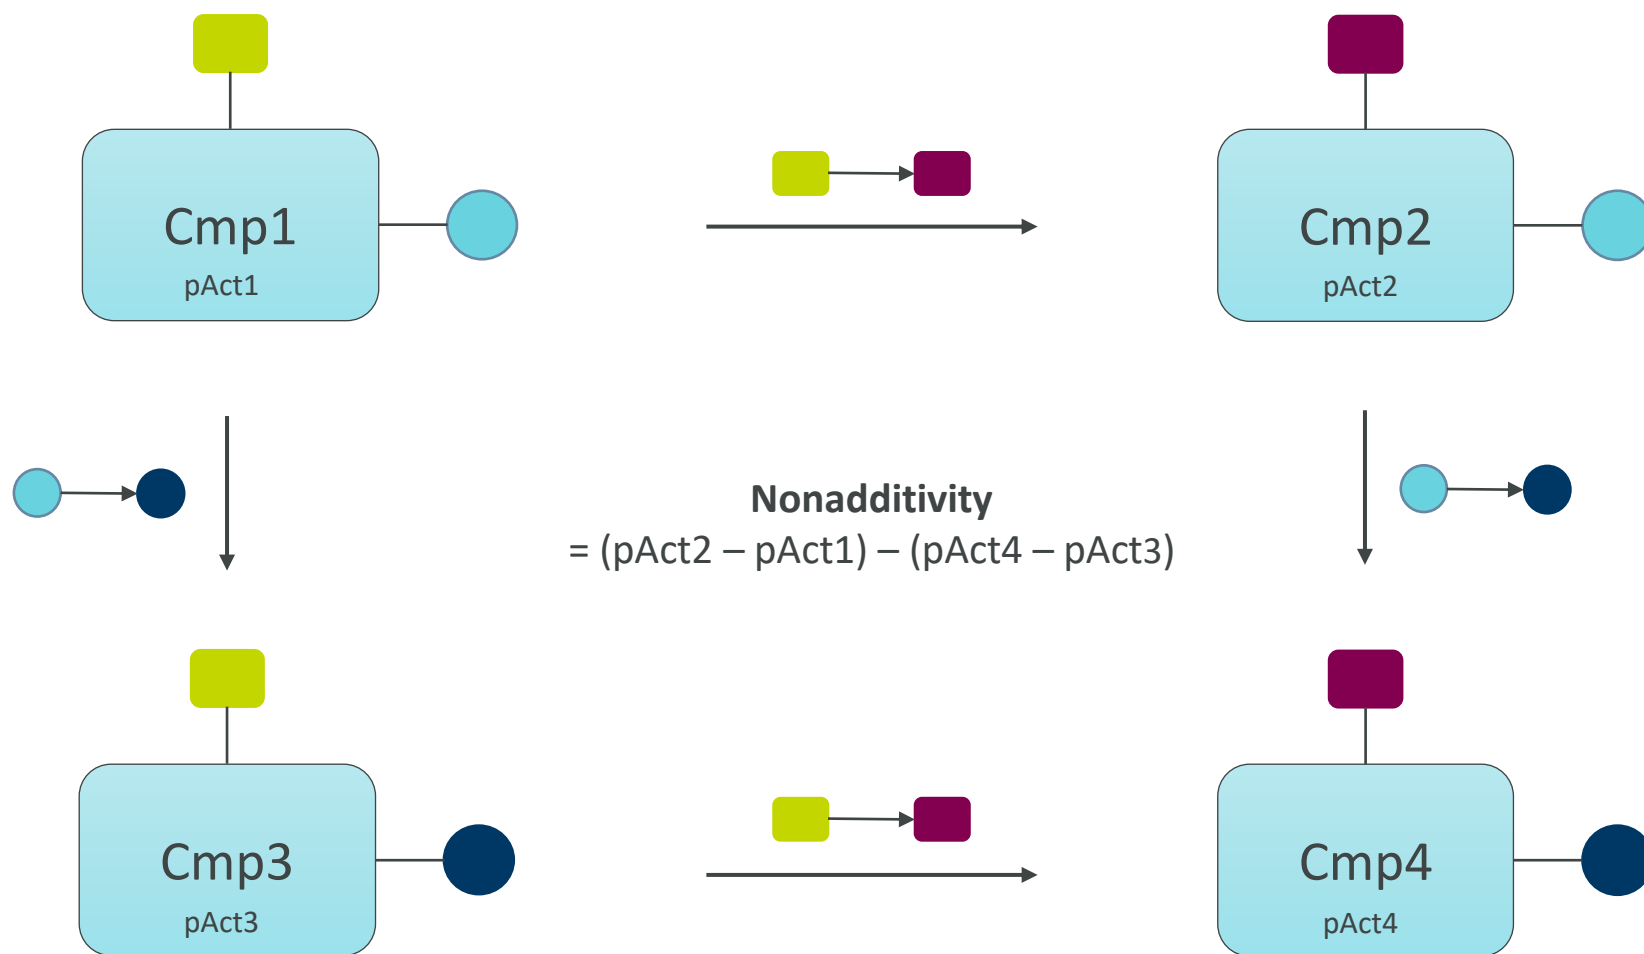 Cmp1
pAct1
Cmp2
pAct2
Nonadditivity
= (pAct2 – pAct1) – (pAct4 – pAct3)
Cmp3
pAct3
Cmp4
pAct4